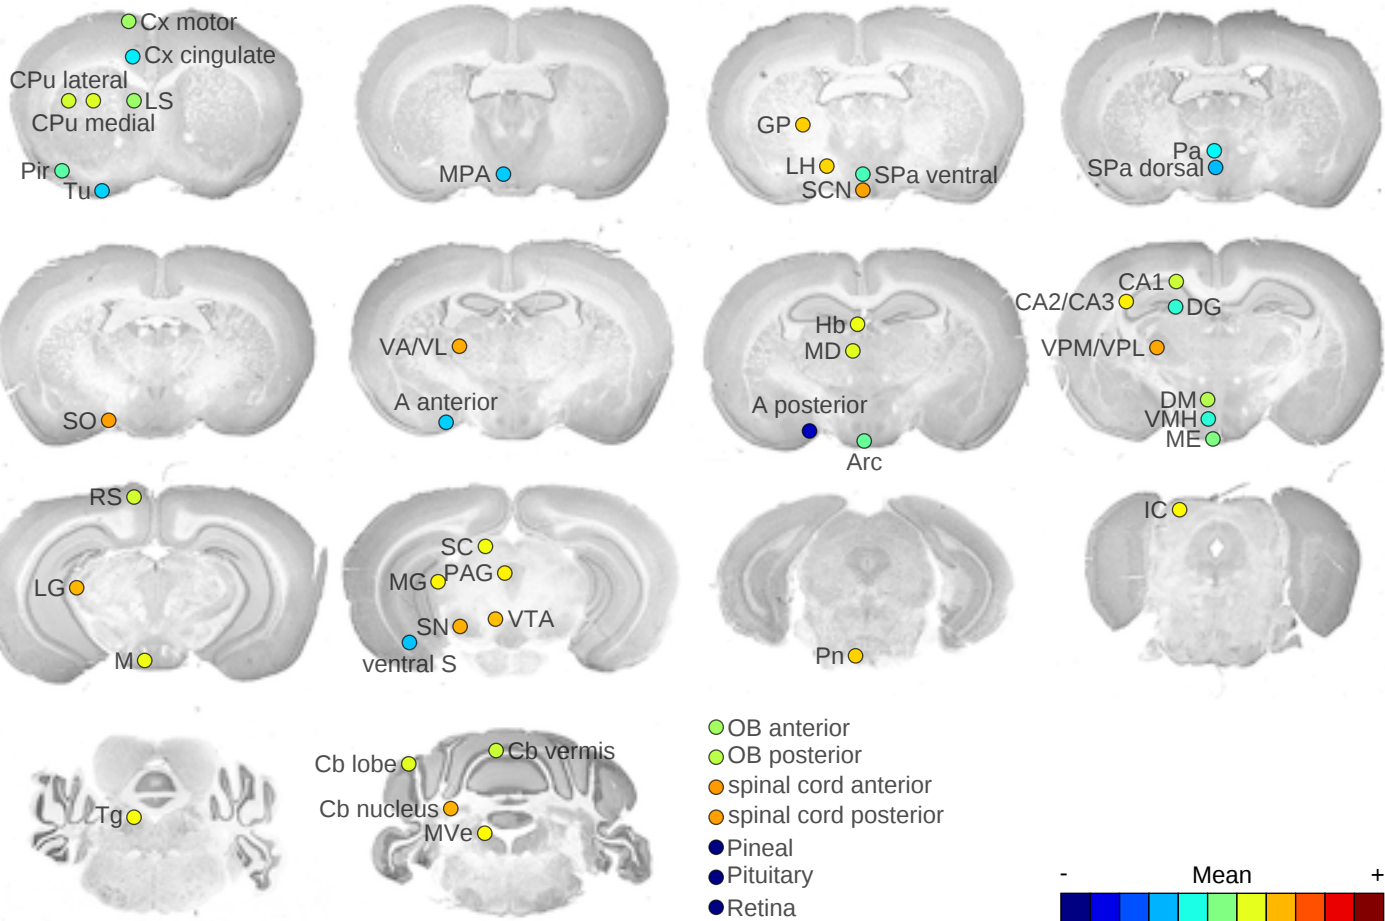 Cx motor
Cx cingulate
CPu lateral
LS
CPu medial
Pir
Tu
MPA
GP
LH
SPa ventral
SCN
Pa
SPa dorsal
SO
VA/VL
A anterior
Hb
MD
A posterior
Arc
CA1
CA2/CA3
DG
VPM/VPL
DM
VMH
ME
RS
LG
M
SC
MG
PAG
SN
VTA
ventral S
Pn
IC
Tg
Cb lobe
Cb vermis
Cb nucleus
MVe
OB anterior
OB posterior
spinal cord anterior
spinal cord posterior
Pineal
Pituitary
Retina
- Mean +